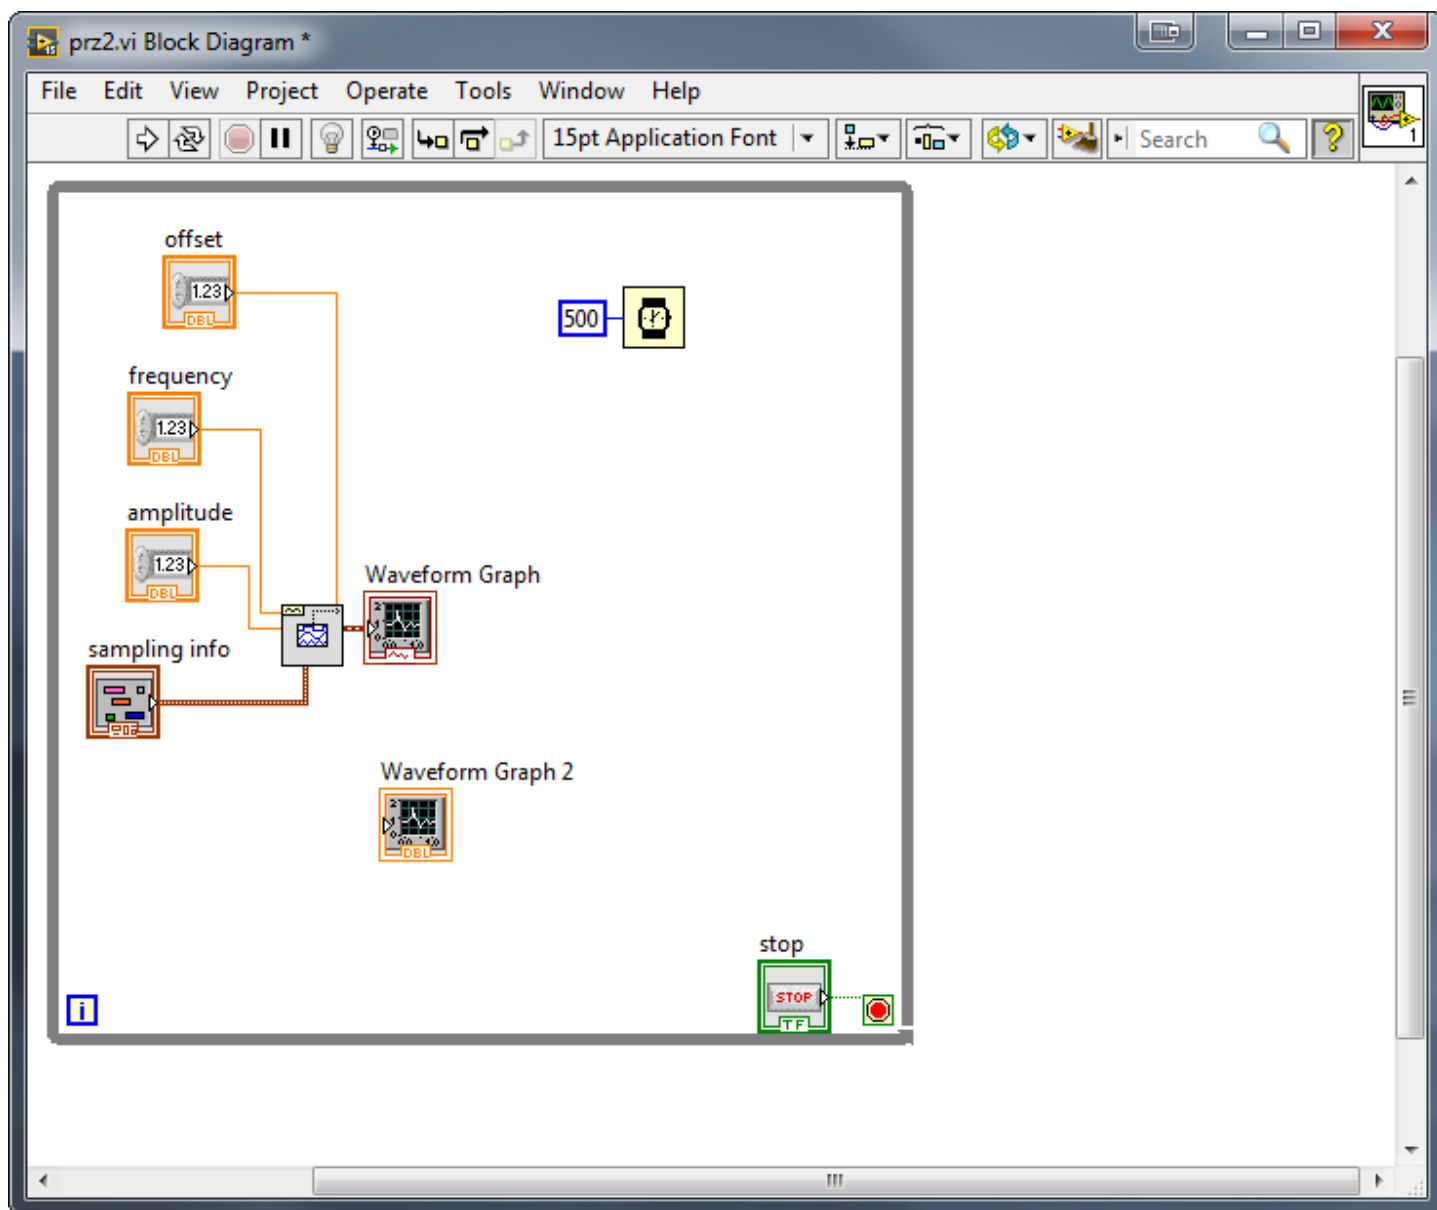 prz2.vi Block Diagram *
File Edit View Project Operate Tools Window Help
15pt Application Font
Search
1
offset
1.23
DBL
500
frequency
1.23
DBL
amplitude
1.23
DBL
Waveform Graph
sampling info
Waveform Graph 2
DBL
stop
STOP
TF
i